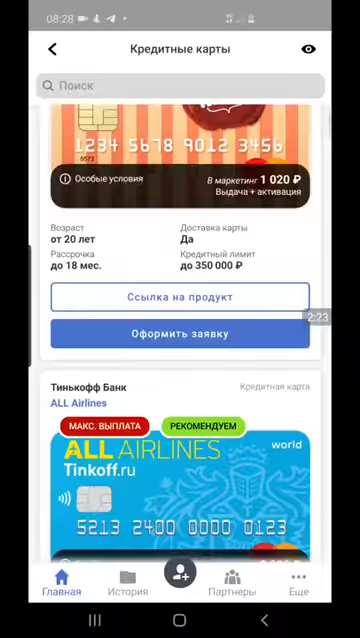 08:28
Кредитные карты
Поиск
1234 5678 9012 3456
5572
Особые условия
В маркетинг 1 020 ₽
Выдача + активация
Возраст
от 20 лет
Доставка карты
Да
Рассрочка
до 18 мес.
Кредитный лимит
до 350 000 ₽
Ссылка на продукт
2:23
Оформить заявку
Тинькофф Банк
Кредитная карта
ALL Airlines
МАКС. ВЫПЛАТА
РЕКОМЕНДУЕМ
ALL AIRLINES
world
Tinkoff.ru
5213 2400 0000 0123
Главная
История
Партнеры
Еще